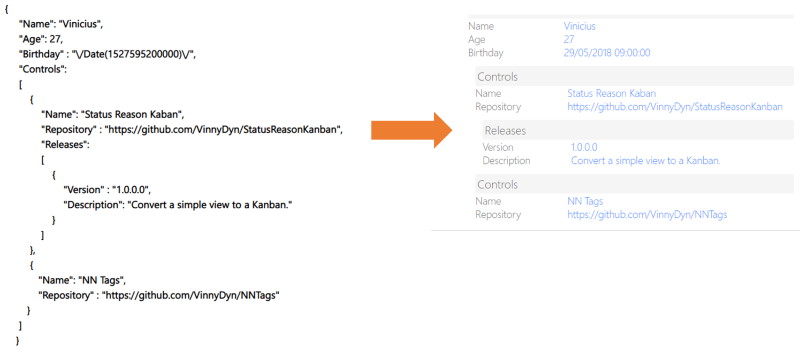 {
"Name": "Vinicius",
"Age": 27,
"Birthday" : "\/Date(1527595200000)\/",
"Controls":
[
{
"Name": "Status Reason Kaban",
"Repository" : "https://github.com/VinnyDyn/StatusReasonKanban",
"Releases":
[
{
"Version" : "1.0.0.0",
"Description": "Convert a simple view to a Kanban."
}
]
},
{
"Name": "NN Tags",
"Repository" : "https://github.com/VinnyDyn/NNTags"
}
]
}
Name Vinicius
Age 27
Birthday 29/05/2018 09:00:00
Controls
Name Status Reason Kaban
Repository https://github.com/VinnyDyn/StatusReasonKanban
Releases
Version 1.0.0.0
Description Convert a simple view to a Kanban.
Controls
Name NN Tags
Repository https://github.com/VinnyDyn/NNTags